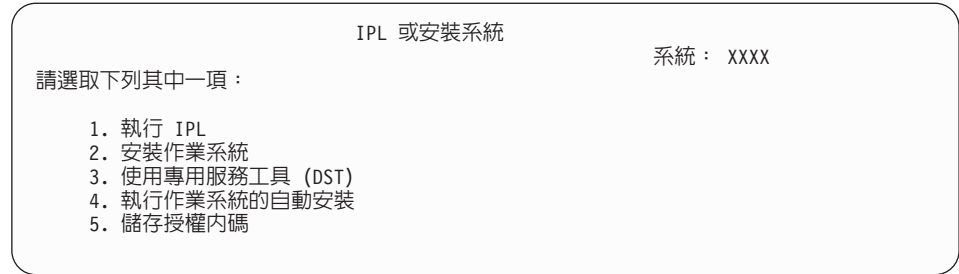 IPL 或安裝系統
系統： XXXX
請選取下列其中一項：
1. 執行 IPL
2. 安裝作業系統
3. 使用專用服務工具 (DST)
4. 執行作業系統的自動安裝
5. 儲存授權內碼